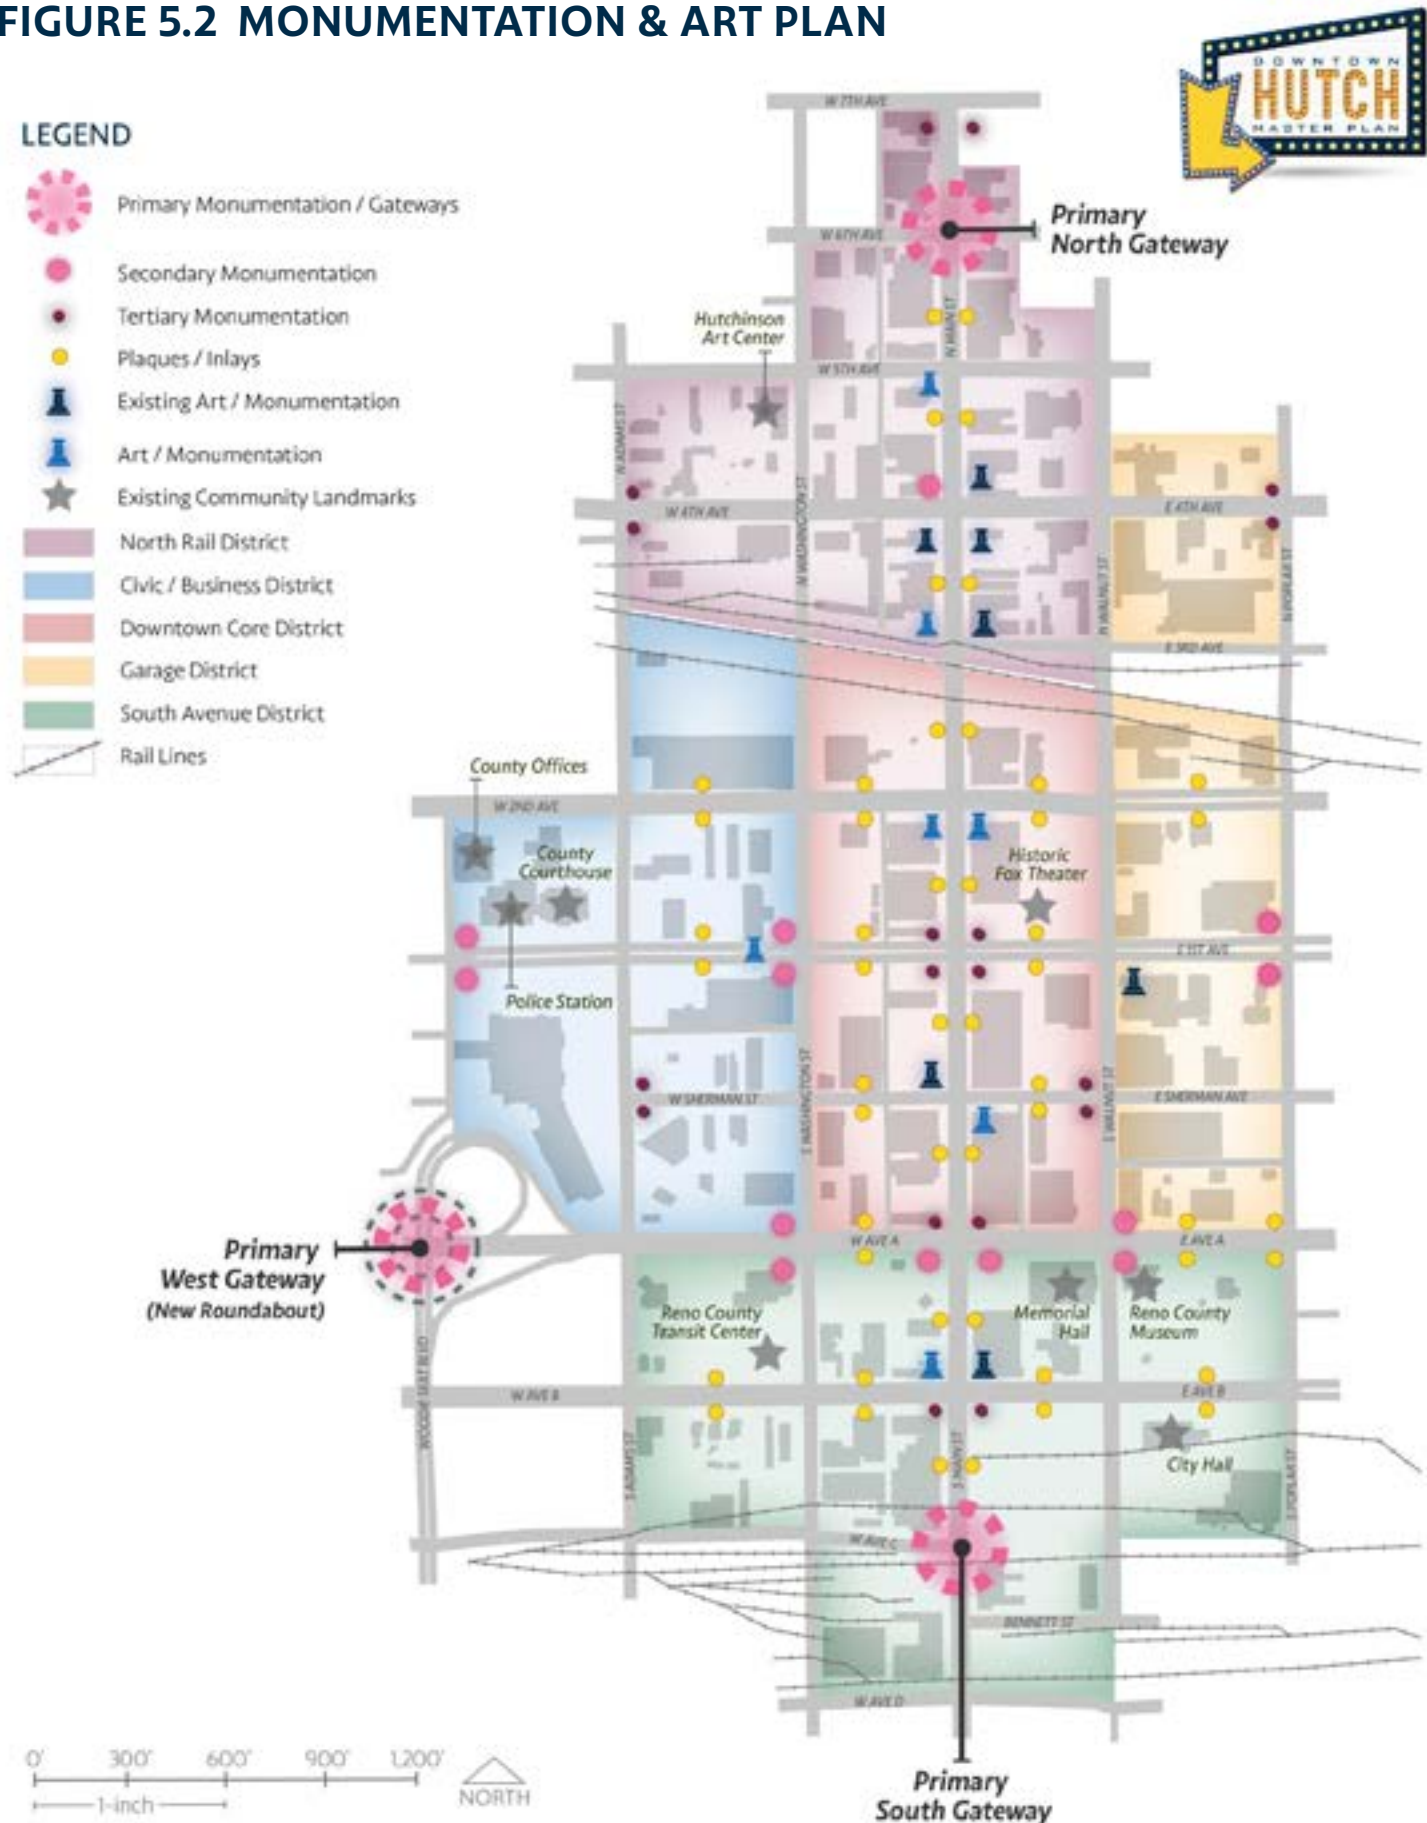 FIGURE 5.2 MONUMENTATION & ART PLAN
DOWNTOWN
HUTCH
MASTER PLAN
LEGEND
Primary Monumentation / Gateways
Secondary Monumentation
Tertiary Monumentation
Plaques / Inlays
Existing Art / Monumentation
Art / Monumentation
Existing Community Landmarks
North Rail District
Civic / Business District
Downtown Core District
Garage District
South Avenue District
Rail Lines
W 7TH AVE
Primary
North Gateway
W 6TH AVE
N MAIN ST
Hutchinson
Art Center
W 5TH AVE
N ADAMS ST
N WASHINGTON ST
W 4TH AVE
E 4TH AVE
N WALNUT ST
N POPLAR ST
E 3RD AVE
County Offices
W 2ND AVE
County
Courthouse
Historic
Fox Theater
E 1ST AVE
Police Station
S WASHINGTON ST
S WALNUT ST
W SHERMAN ST
E SHERMAN AVE
Primary
West Gateway
(New Roundabout)
W AVE A
E AVE A
Reno County
Transit Center
Memorial
Hall
Reno County
Museum
WOODIE SEAT BLVD
W AVE B
E AVE B
S ADAMS ST
S MAIN ST
City Hall
S POPLAR ST
W AVE C
BENNETT ST
W AVE D
0' 300' 600' 900' 1,200'
1-inch
NORTH
Primary
South Gateway